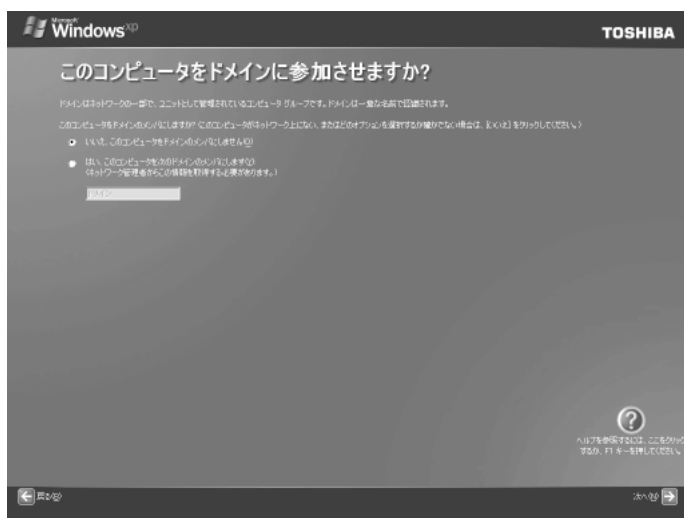 Microsoft
Windows xp
TOSHIBA
このコンピュータをドメインに参加させますか?
ドメインはネットワークの一部で、ユニットとして管理されているコンピュータ グループです。ドメインは一意な名前で認識されます。
このコンピュータをドメインのメンバにしますか? (このコンピュータがネットワーク上にない、またはどのオプションを選択するか確かでない場合は、[いいえ] をクリックしてください。)
いいえ、このコンピュータをドメインのメンバにしません(O)
はい、このコンピュータを次のドメインのメンバにします(Y)
(ネットワーク管理者からこの情報を取得する必要があります。)
ドメイン
ヘルプを参照するには、ここをクリック
するか、F1 キーを押してください。
戻る(B)
次へ(N)